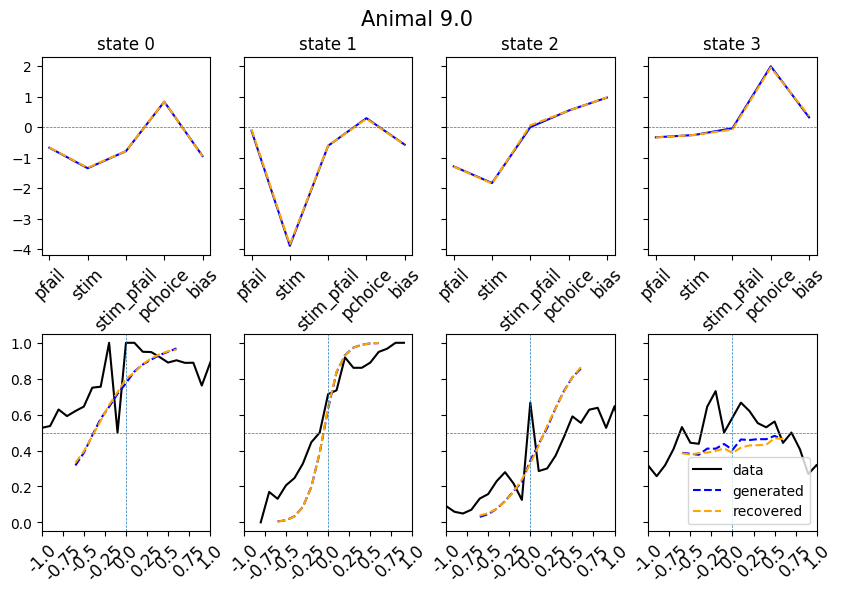 Animal 9.0
state 0
state 1
state 2
state 3
2
1
0
−1
−2
−3
−4
pfail
stim
stim_pfail
pchoice
bias
pfail
stim
stim_pfail
pchoice
bias
pfail
stim
stim_pfail
pchoice
bias
pfail
stim
stim_pfail
pchoice
bias
1.0
0.8
0.6
0.4
0.2
0.0
data
generated
recovered
-1.0
-0.75
-0.5
-0.25
0.0
0.25
0.5
0.75
1.0
-1.0
-0.75
-0.5
-0.25
0.0
0.25
0.5
0.75
1.0
-1.0
-0.75
-0.5
-0.25
0.0
0.25
0.5
0.75
1.0
-1.0
-0.75
-0.5
-0.25
0.0
0.25
0.5
0.75
1.0